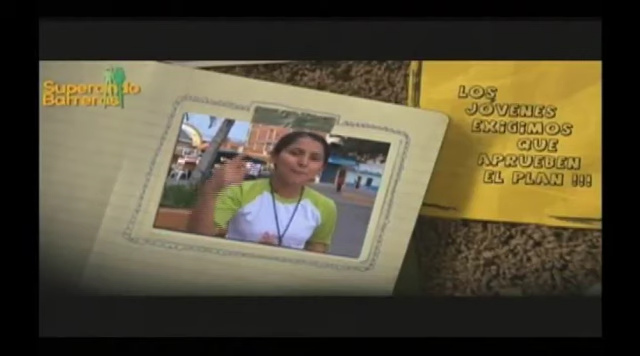 Superando
Barreras
LOS
JÓVENES
EXIGIMOS
QUE
APRUEBEN
EL PLAN !!!